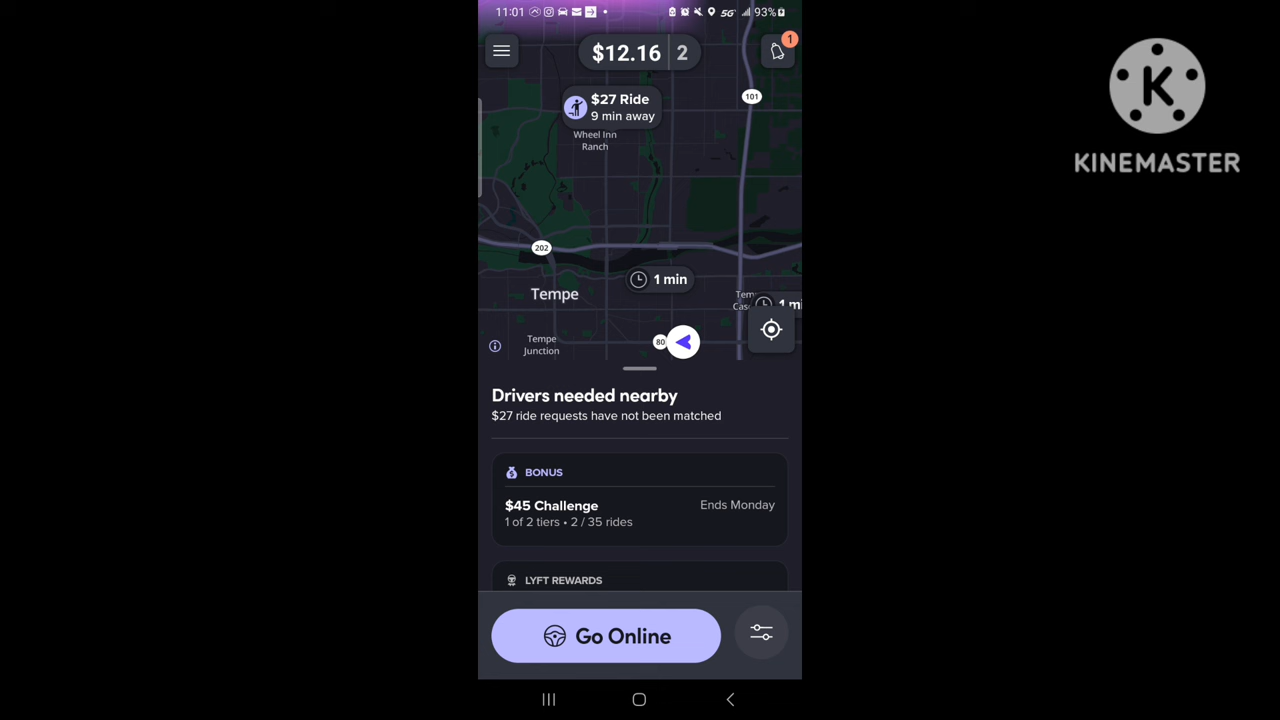 11:01
5G
93%
$12.16 | 2
1
$27 Ride
9 min away
101
Wheel Inn
Ranch
202
1 min
Tempe
Tempe
Junction
80
Drivers needed nearby
$27 ride requests have not been matched
BONUS
$45 Challenge
Ends Monday
1 of 2 tiers • 2 / 35 rides
LYFT REWARDS
Go Online
K
KINEMASTER